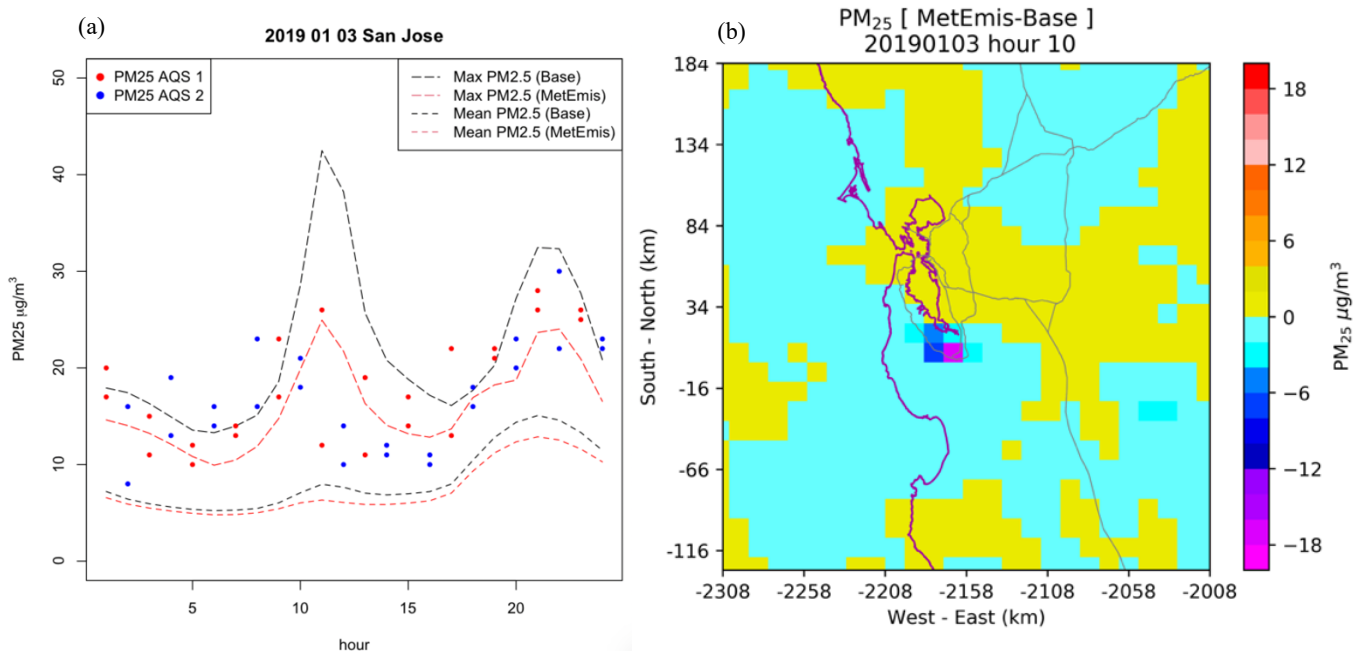 (a)
2019 01 03 San Jose
PM25 AQS 1
PM25 AQS 2
Max PM2.5 (Base)
Max PM2.5 (MetEmis)
Mean PM2.5 (Base)
Mean PM2.5 (MetEmis)
50
40
30
20
10
0
PM25 μg/m³
5
10
15
20
hour
(b)
PM₂₅ [ MetEmis-Base ]
20190103 hour 10
184
134
84
34
-16
-66
-116
South - North (km)
-2308
-2258
-2208
-2158
-2108
-2058
-2008
West - East (km)
18
12
6
0
−6
−12
−18
PM₂₅ μg/m³